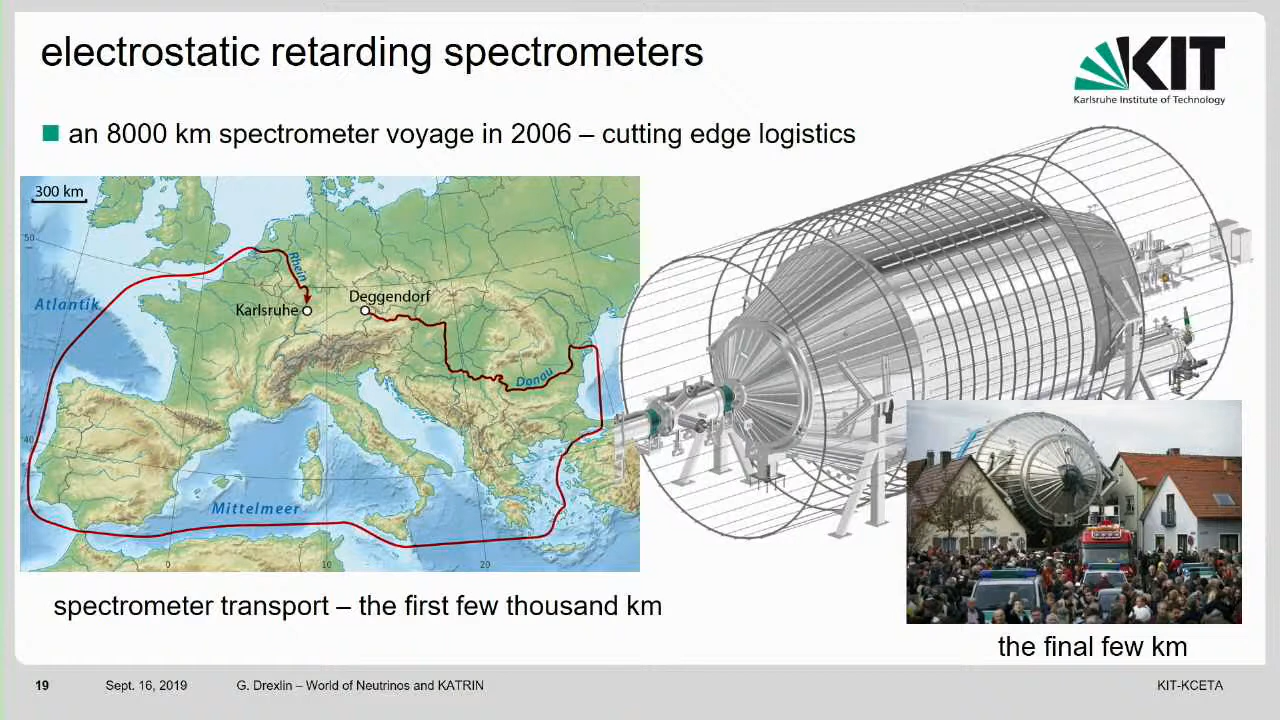 electrostatic retarding spectrometers
KIT
Karlsruhe Institute of Technology
an 8000 km spectrometer voyage in 2006 – cutting edge logistics
300 km
50
Rhein
Atlantik
Karlsruhe
Deggendorf
Donau
40
Mittelmeer
0
10
20
spectrometer transport – the first few thousand km
the final few km
19
Sept. 16, 2019
G. Drexlin – World of Neutrinos and KATRIN
KIT-KCETA